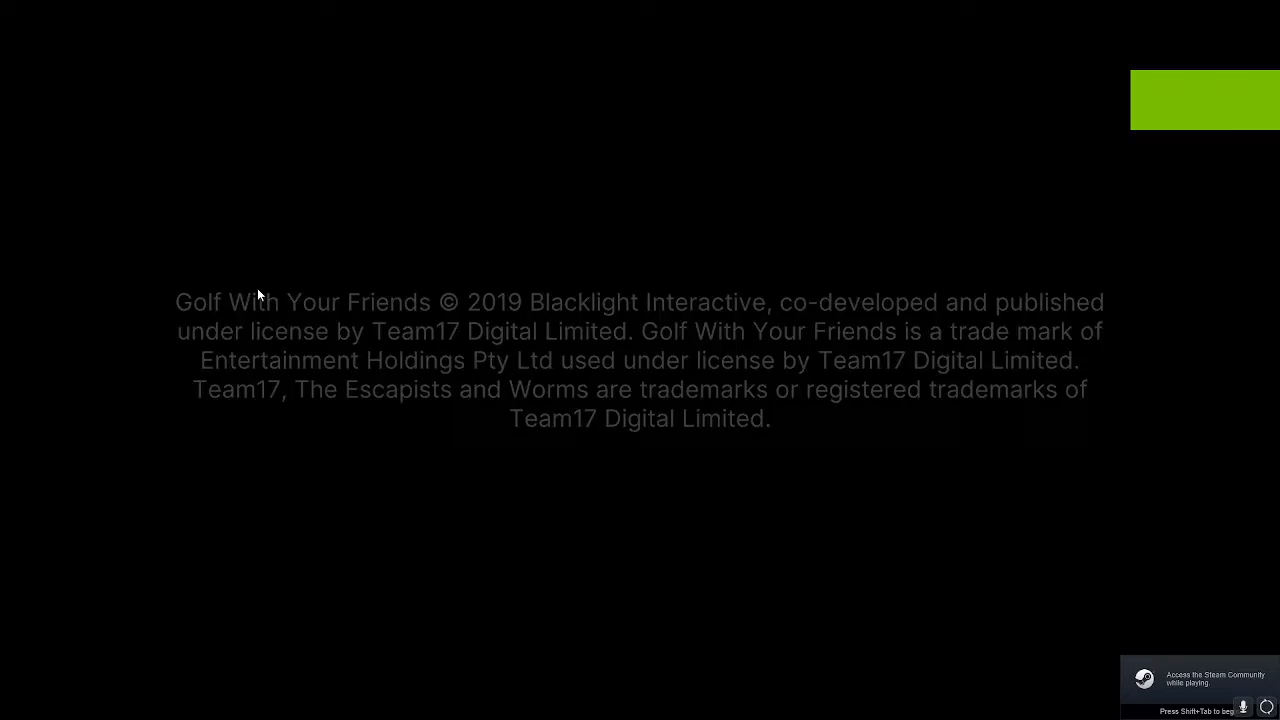 Golf With Your Friends © 2019 Blacklight Interactive, co-developed and published
under license by Team17 Digital Limited. Golf With Your Friends is a trade mark of
Entertainment Holdings Pty Ltd used under license by Team17 Digital Limited.
Team17, The Escapists and Worms are trademarks or registered trademarks of
Team17 Digital Limited.
Access the Steam Community
while playing.
Press Shift+Tab to beg